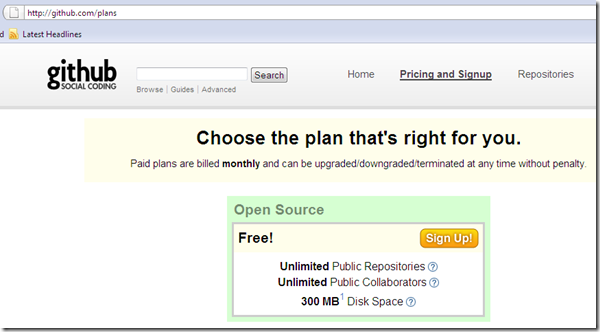 http://github.com/plans
d Latest Headlines
github
SOCIAL CODING
Search
Home Pricing and Signup Repositories
Browse | Guides | Advanced
Choose the plan that's right for you.
Paid plans are billed monthly and can be upgraded/downgraded/terminated at any time without penalty.
Open Source
Free! Sign Up!
Unlimited Public Repositories ?
Unlimited Public Collaborators ?
300 MB1 Disk Space ?